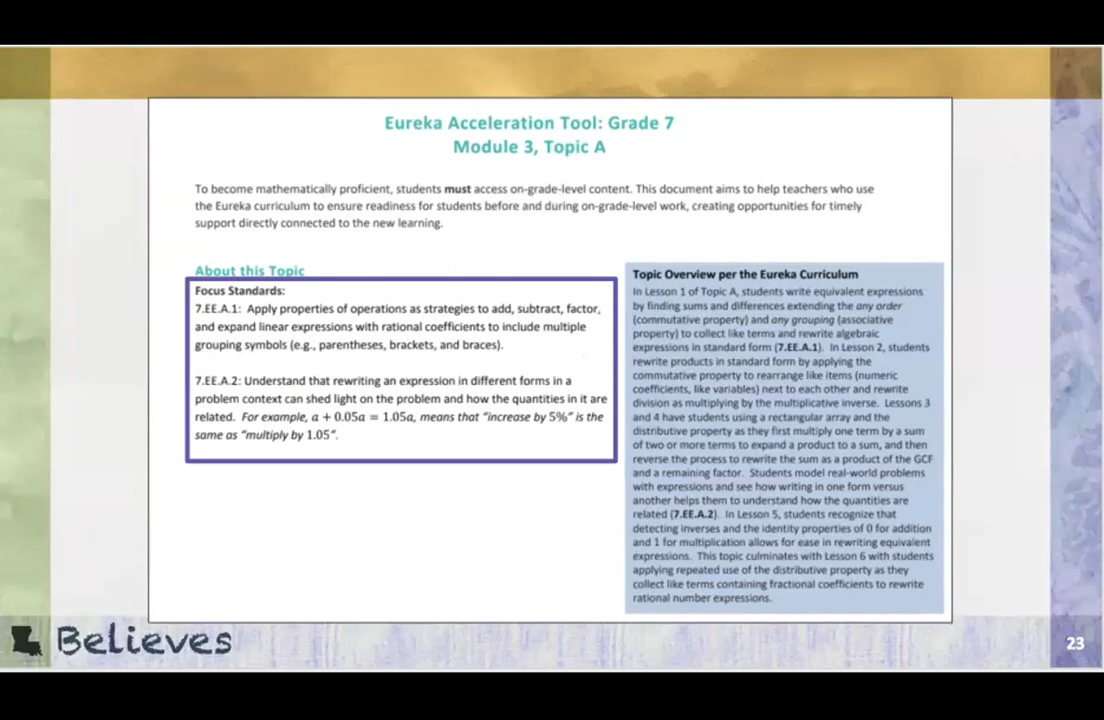 Eureka Acceleration Tool: Grade 7
Module 3, Topic A
To become mathematically proficient, students must access on-grade-level content. This document aims to help teachers who use
the Eureka curriculum to ensure readiness for students before and during on-grade-level work, creating opportunities for timely
support directly connected to the new learning.
About this Topic
Focus Standards:
7.EE.A.1: Apply properties of operations as strategies to add, subtract, factor,
and expand linear expressions with rational coefficients to include multiple
grouping symbols (e.g., parentheses, brackets, and braces).
7.EE.A.2: Understand that rewriting an expression in different forms in a
problem context can shed light on the problem and how the quantities in it are
related. For example, a + 0.05a = 1.05a, means that “increase by 5%” is the
same as “multiply by 1.05”.
Topic Overview per the Eureka Curriculum
In Lesson 1 of Topic A, students write equivalent expressions
by finding sums and differences extending the any order
(commutative property) and any grouping (associative
property) to collect like terms and rewrite algebraic
expressions in standard form (7.EE.A.1). In Lesson 2, students
rewrite products in standard form by applying the
commutative property to rearrange like items (numeric
coefficients, like variables) next to each other and rewrite
division as multiplying by the multiplicative inverse. Lessons 3
and 4 have students using a rectangular array and the
distributive property as they first multiply one term by a sum
of two or more terms to expand a product to a sum, and then
reverse the process to rewrite the sum as a product of the GCF
and a remaining factor. Students model real-world problems
with expressions and see how writing in one form versus
another helps them to understand how the quantities are
related (7.EE.A.2). In Lesson 5, students recognize that
detecting inverses and the identity properties of 0 for addition
and 1 for multiplication allows for ease in rewriting equivalent
expressions. This topic culminates with Lesson 6 with students
applying repeated use of the distributive property as they
collect like terms containing fractional coefficients to rewrite
rational number expressions.
Believes
23